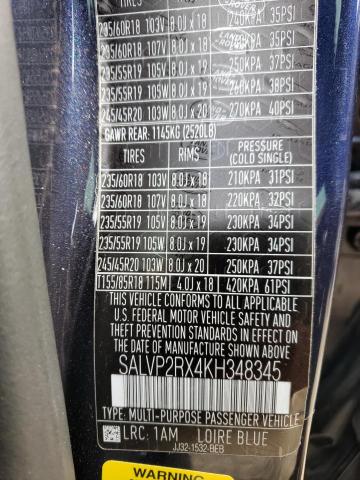 TIRES
235/60R18 103V 8.0J x 18 240KPA 35PSI
235/60R18 107V 8.0J x 18 240KPA 35PSI
235/55R19 105V 8.0J x 19 250KPA 37PSI
235/55R19 105W 8.0J x 19 260KPA 38PSI
245/45R20 103W 8.0J x 20 270KPA 40PSI
GAWR REAR: 1145KG (2520LB)
TIRES RIMS PRESSURE (COLD SINGLE)
235/60R18 103V 8.0J x 18 210KPA 31PSI
235/60R18 107V 8.0J x 18 220KPA 32PSI
235/55R19 105V 8.0J x 19 230KPA 34PSI
235/55R19 105W 8.0J x 19 230KPA 34PSI
245/45R20 103W 8.0J x 20 250KPA 37PSI
T155/85R18 115M 4.0J x 18 420KPA 61PSI
THIS VEHICLE CONFORMS TO ALL APPLICABLE
U.S. FEDERAL MOTOR VEHICLE SAFETY AND
THEFT PREVENTION STANDARDS IN EFFECT ON
THE DATE OF MANUFACTURE SHOWN ABOVE.
SALVP2RX4KH348345
TYPE: MULTI-PURPOSE PASSENGER VEHICLE
LRC: 1AM LOIRE BLUE
JJ32-1532-BEB
WARNING